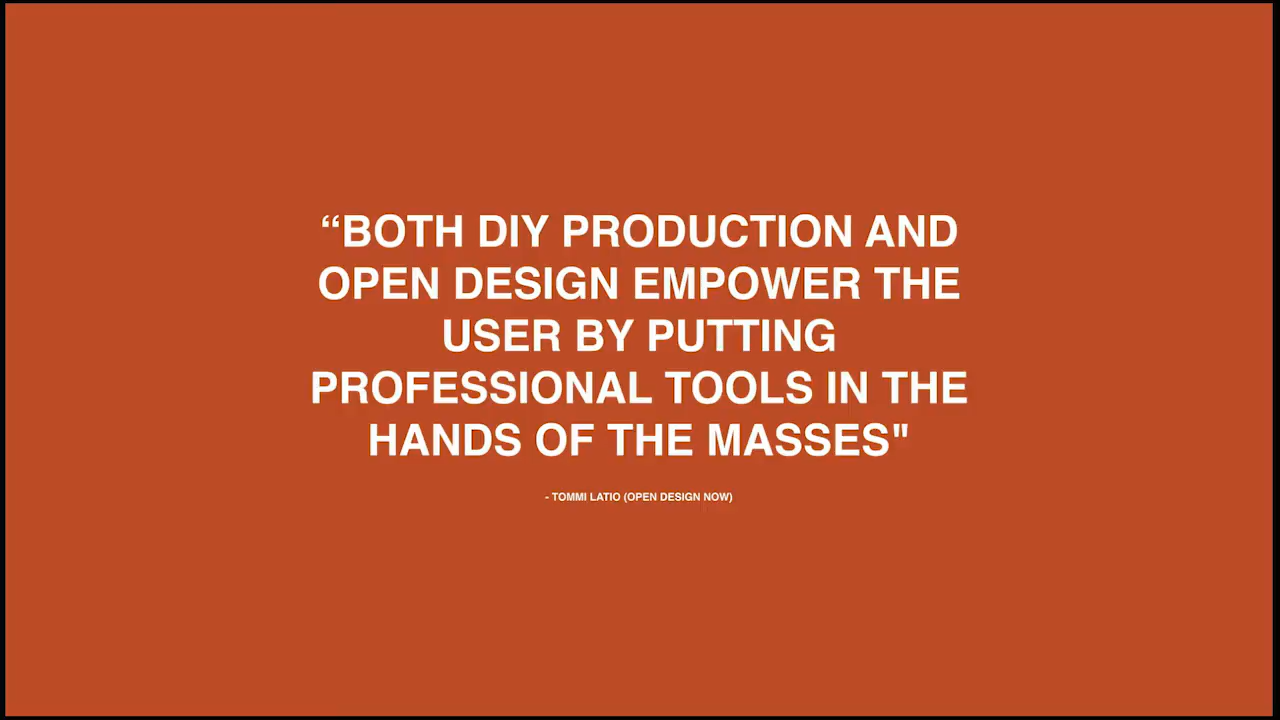 “BOTH DIY PRODUCTION AND
OPEN DESIGN EMPOWER THE
USER BY PUTTING
PROFESSIONAL TOOLS IN THE
HANDS OF THE MASSES"
- TOMMI LATIO (OPEN DESIGN NOW)